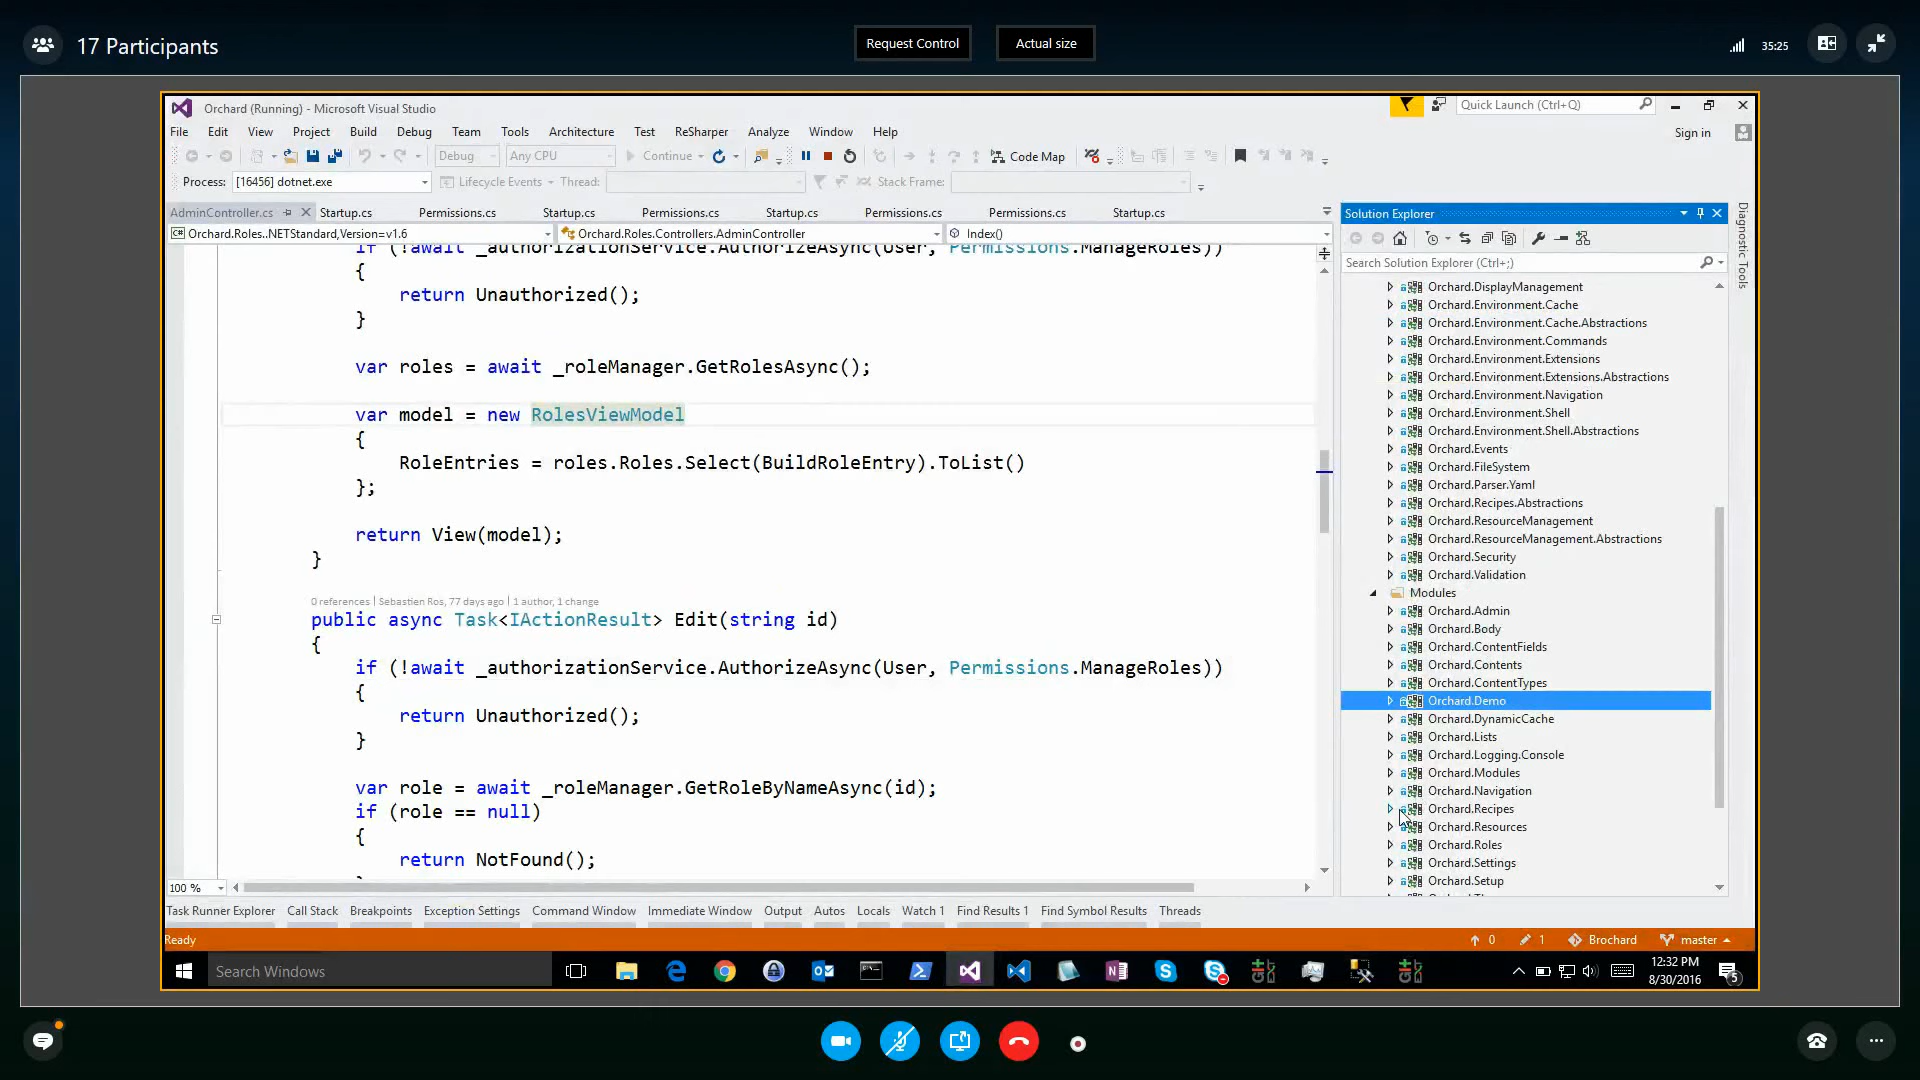 17 Participants
Request Control
Actual size
35:25
Orchard (Running) - Microsoft Visual Studio
Quick Launch (Ctrl+Q)
File Edit View Project Build Debug Team Tools Architecture Test ReSharper Analyze Window Help
Sign in
Debug Any CPU Continue Code Map
Process: [16456] dotnet.exe Lifecycle Events Thread: Stack Frame:
AdminController.cs Startup.cs Permissions.cs Startup.cs Permissions.cs Startup.cs Permissions.cs Permissions.cs Startup.cs
Orchard.Roles..NETStandard,Version=v1.6 Orchard.Roles.Controllers.AdminController Index()
if (!await _authorizationService.AuthorizeAsync(User, Permissions.ManageRoles))
{
return Unauthorized();
}
var roles = await _roleManager.GetRolesAsync();
var model = new RolesViewModel
{
RoleEntries = roles.Roles.Select(BuildRoleEntry).ToList()
};
return View(model);
}
0 references | Sebastien Ros, 77 days ago | 1 author, 1 change
public async Task<IActionResult> Edit(string id)
{
if (!await _authorizationService.AuthorizeAsync(User, Permissions.ManageRoles))
{
return Unauthorized();
}
var role = await _roleManager.GetRoleByNameAsync(id);
if (role == null)
{
return NotFound();
100 %
Solution Explorer
Search Solution Explorer (Ctrl+;)
Orchard.DisplayManagement
Orchard.Environment.Cache
Orchard.Environment.Cache.Abstractions
Orchard.Environment.Commands
Orchard.Environment.Extensions
Orchard.Environment.Extensions.Abstractions
Orchard.Environment.Navigation
Orchard.Environment.Shell
Orchard.Environment.Shell.Abstractions
Orchard.Events
Orchard.FileSystem
Orchard.Parser.Yaml
Orchard.Recipes.Abstractions
Orchard.ResourceManagement
Orchard.ResourceManagement.Abstractions
Orchard.Security
Orchard.Validation
Modules
Orchard.Admin
Orchard.Body
Orchard.ContentFields
Orchard.Contents
Orchard.ContentTypes
Orchard.Demo
Orchard.DynamicCache
Orchard.Lists
Orchard.Logging.Console
Orchard.Modules
Orchard.Navigation
Orchard.Recipes
Orchard.Resources
Orchard.Roles
Orchard.Settings
Orchard.Setup
Diagnostic Tools
Task Runner Explorer Call Stack Breakpoints Exception Settings Command Window Immediate Window Output Autos Locals Watch 1 Find Results 1 Find Symbol Results Threads
Ready 0 1 Brochard master
Search Windows
12:32 PM
8/30/2016
5